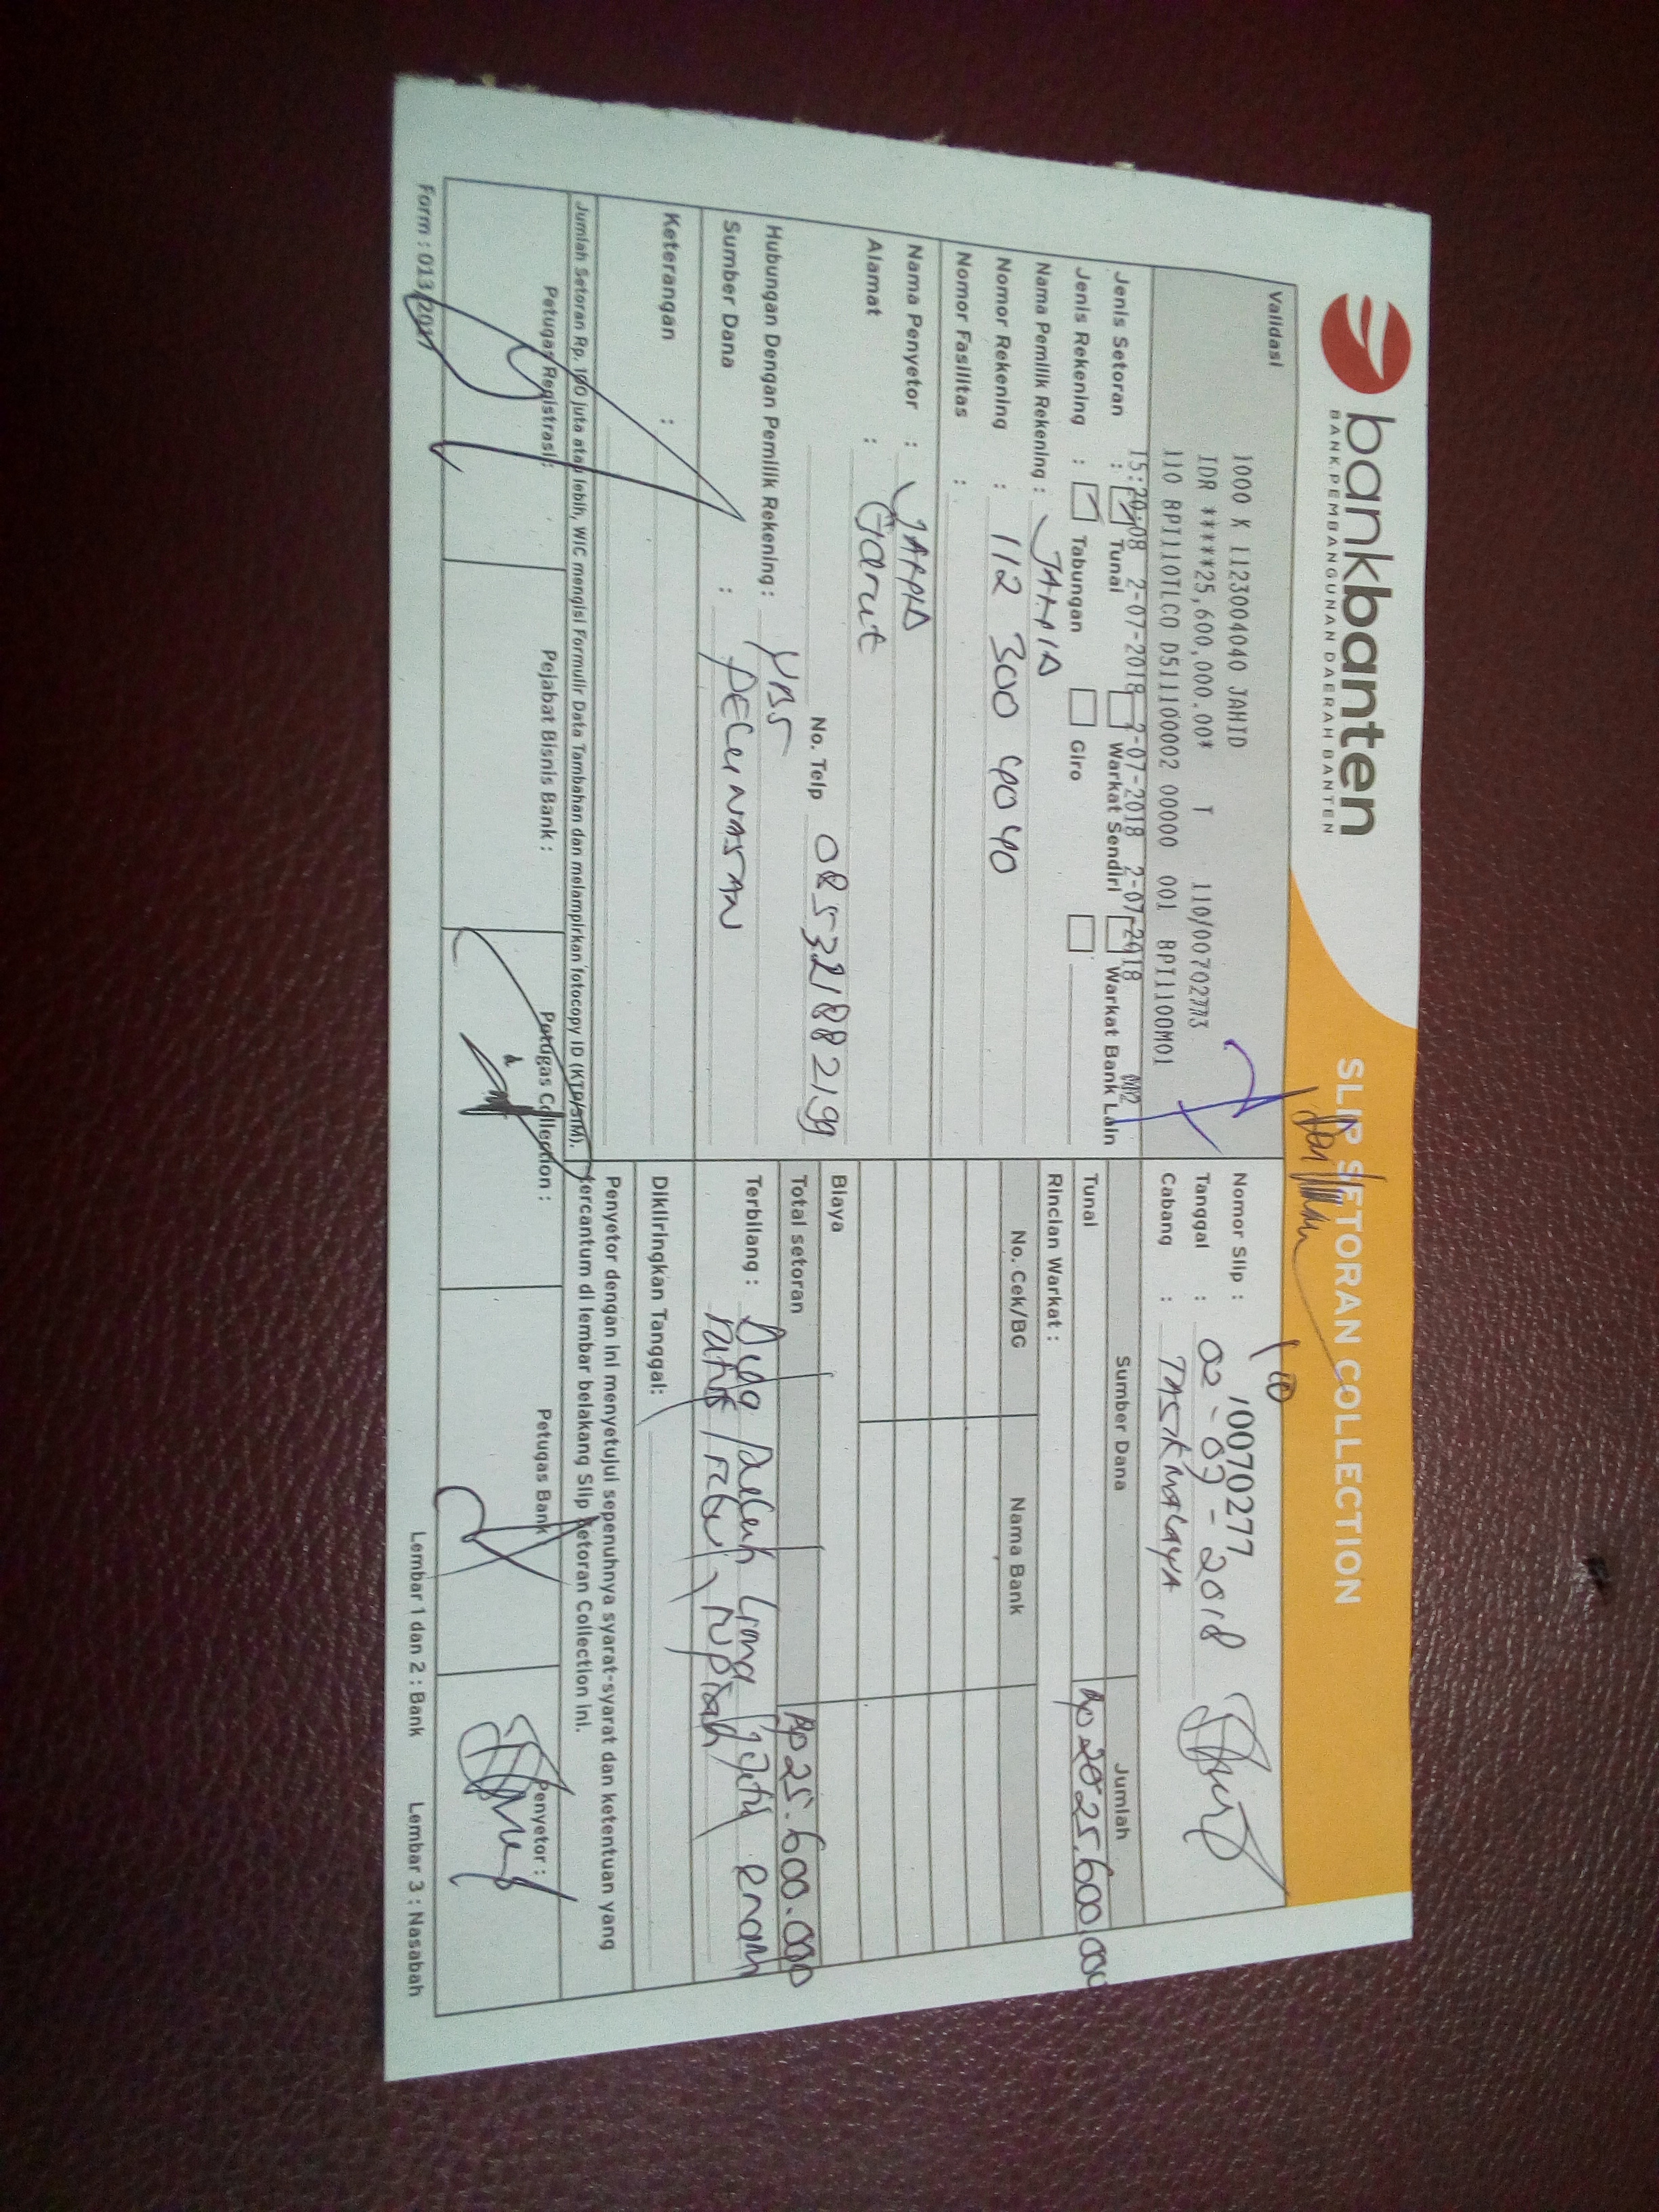 bankbanten
BANK PEMBANGUNAN DAERAH BANTEN
SLIP SETORAN COLLECTION
Validasi
1000 K 1123004040 JAHID
IDR *****25,600,000.00* T 110/00702773
110 BPI110TLCO D511100002 00000 001 BPI1100M01
15:20:08 2-07-2018 2-07-2018 2-07-2018
Nomor Slip : 100702777
Tanggal : 02-07-2018
Cabang : TASIKMALAYA
Jenis Setoran : Tunai Warkat Sendiri Warkat Bank Lain
Jenis Rekening : Tabungan Giro
Nama Pemilik Rekening : JAHID
Nomor Rekening : 112 300 40 40
Nomor Fasilitas :
Nama Penyetor : JAHID
Alamat : Garut
No. Telp 085321882199
Hubungan Dengan Pemilik Rekening : YBS
Sumber Dana : PELUNASAN
Keterangan :
Sumber Dana Jumlah
Tunai Rp 25.600.000
Rincian Warkat :
No. Cek/BG Nama Bank
Biaya
Total setoran Rp 25.600.000
Terbilang : Dua puluh lima juta enam
ratus ribu rupiah
Dikliringkan Tanggal:
Penyetor dengan ini menyetujui sepenuhnya syarat-syarat dan ketentuan yang
tercantum di lembar belakang Slip Setoran Collection ini.
Jumlah Setoran Rp. 100 juta atau lebih, WIC mengisi Formulir Data Tambahan dan melampirkan fotocopy ID (KTP/SIM).
Petugas Registrasi : Pejabat Bisnis Bank : Petugas Collection : Petugas Bank Penyetor :
Form : 013/2017
Lembar 1 dan 2 : Bank Lembar 3 : Nasabah